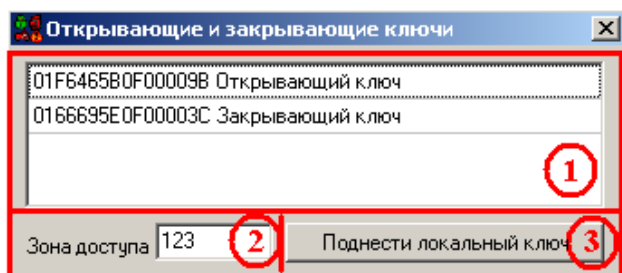 Открывающие и закрывающие ключи
01F6465B0F00009B Открывающий ключ
0166695E0F00003C Закрывающий ключ
1
Зона доступа 123 2 Поднести локальный ключ 3